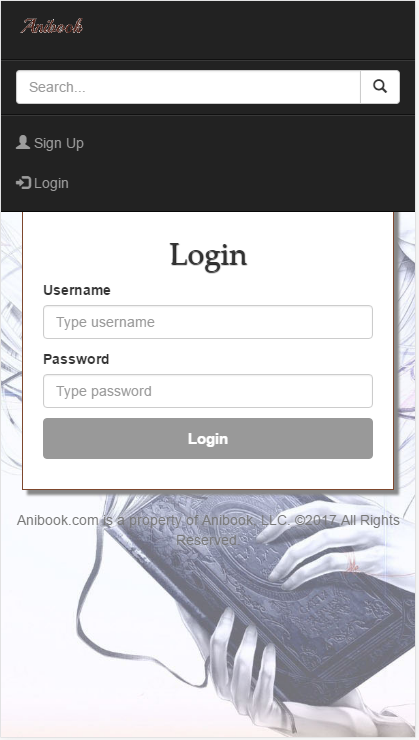 Anibook
Search...
Sign Up
Login
Login
Username
Type username
Password
Type password
Login
Anibook.com is a property of Anibook, LLC. ©2017 All Rights
Reserved.